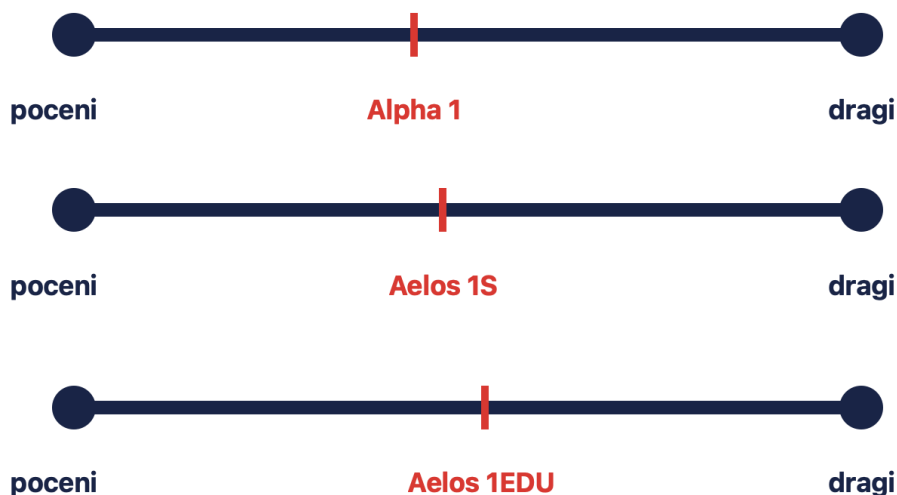 poceni Alpha 1 dragi
poceni Aelos 1S dragi
poceni Aelos 1EDU dragi